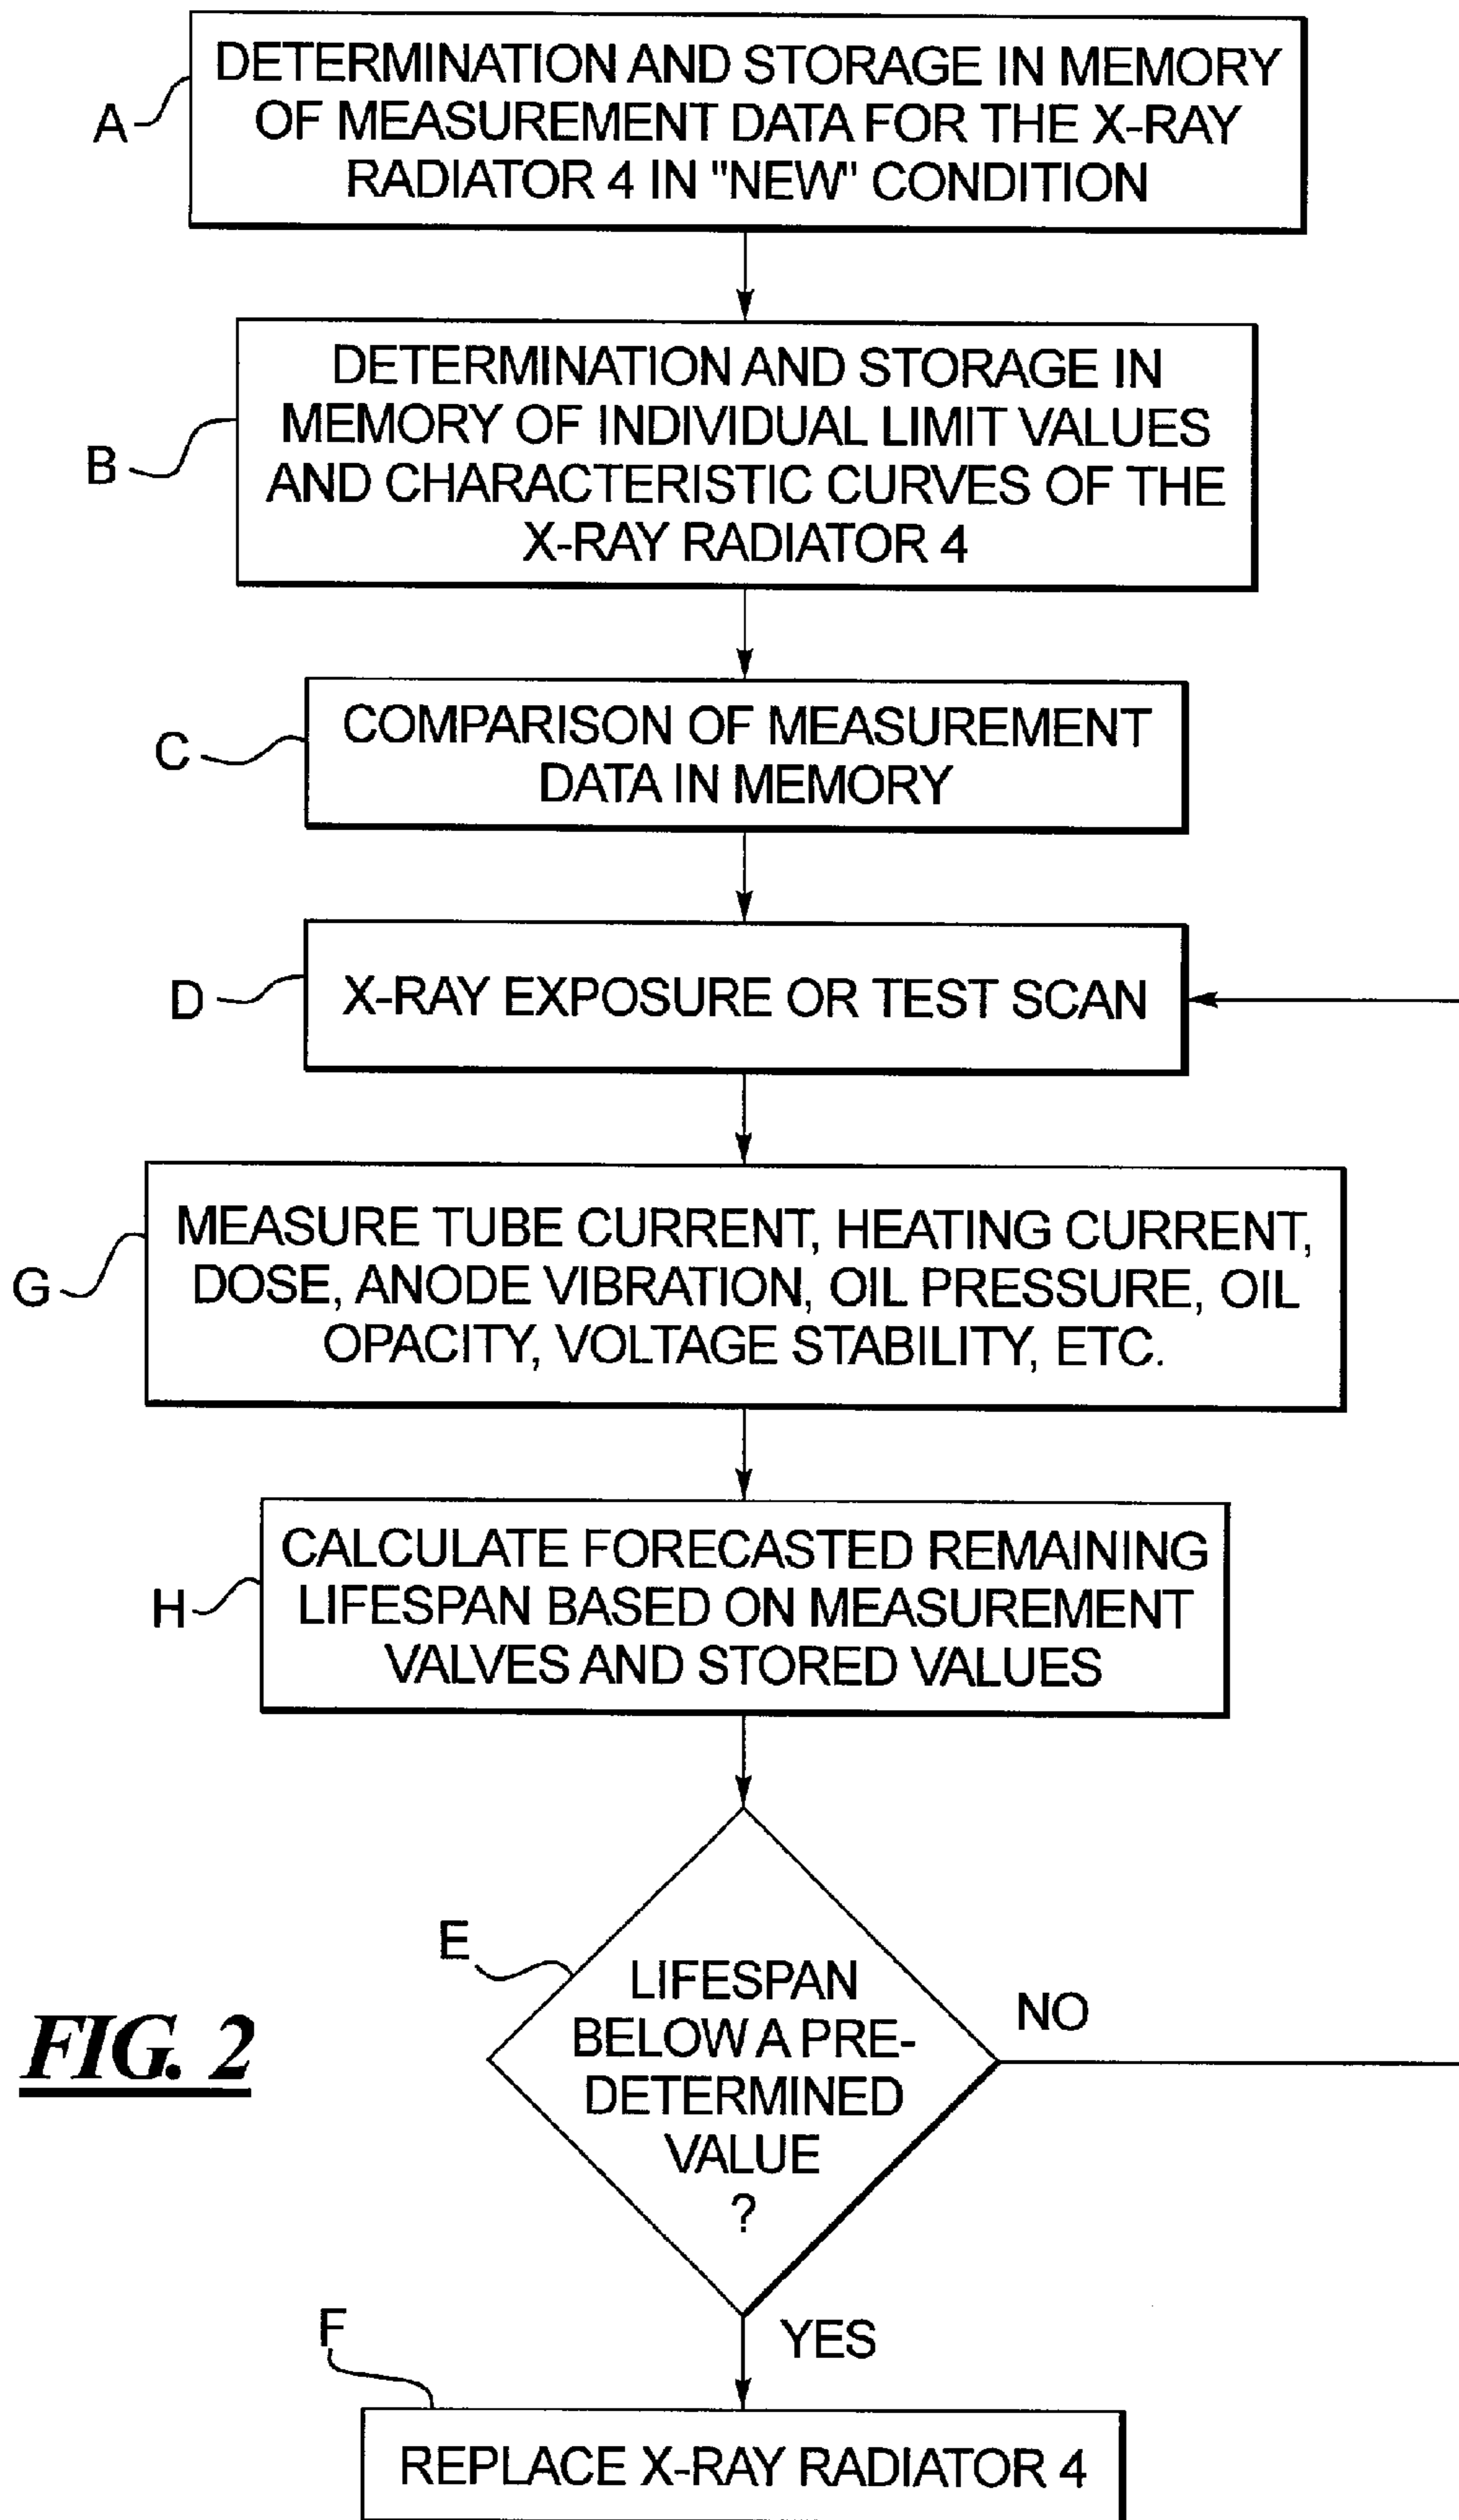 DETERMINATION AND STORAGE IN MEMORY
OF MEASUREMENT DATA FOR THE X-RAY
RADIATOR 4 IN "NEW" CONDITION
A
DETERMINATION AND STORAGE IN
MEMORY OF INDIVIDUAL LIMIT VALUES
AND CHARACTERISTIC CURVES OF THE
X-RAY RADIATOR 4
B
COMPARISON OF MEASUREMENT
DATA IN MEMORY
C
X-RAY EXPOSURE OR TEST SCAN
D
MEASURE TUBE CURRENT, HEATING CURRENT,
DOSE, ANODE VIBRATION, OIL PRESSURE, OIL
OPACITY, VOLTAGE STABILITY, ETC.
G
CALCULATE FORECASTED REMAINING
LIFESPAN BASED ON MEASUREMENT
VALVES AND STORED VALUES
H
E
LIFESPAN
BELOW A PRE-
DETERMINED
VALUE
?
NO
FIG. 2
YES
F
REPLACE X-RAY RADIATOR 4